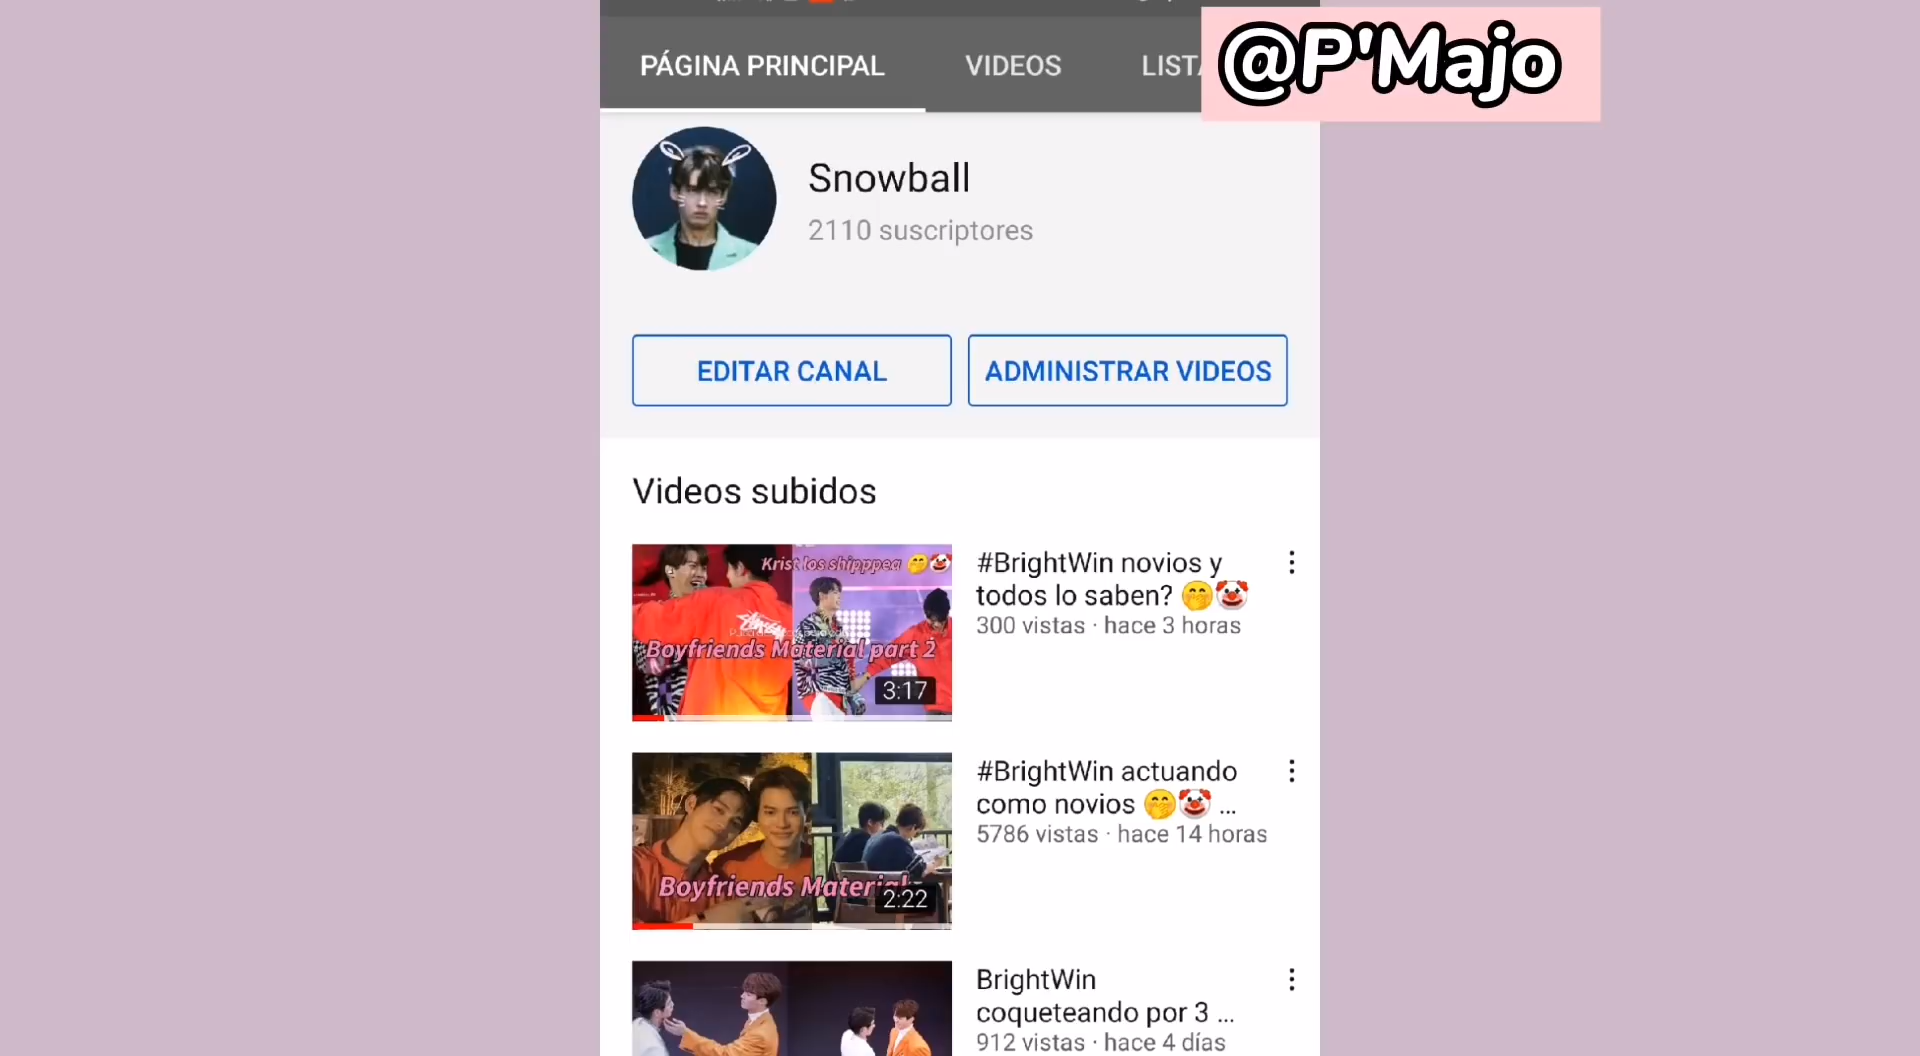 PÁGINA PRINCIPAL
VIDEOS
LISTA
@P'Majo
Snowball
2110 suscriptores
EDITAR CANAL
ADMINISTRAR VIDEOS
Videos subidos
Krist los shipppea 🤭🤡
Boyfriends Material part 2
3:17
#BrightWin novios y
todos lo saben? 🤭🤡
300 vistas · hace 3 horas
Boyfriends Material
2:22
#BrightWin actuando
como novios 🤭🤡 ...
5786 vistas · hace 14 horas
BrightWin
coqueteando por 3 ...
912 vistas · hace 4 días